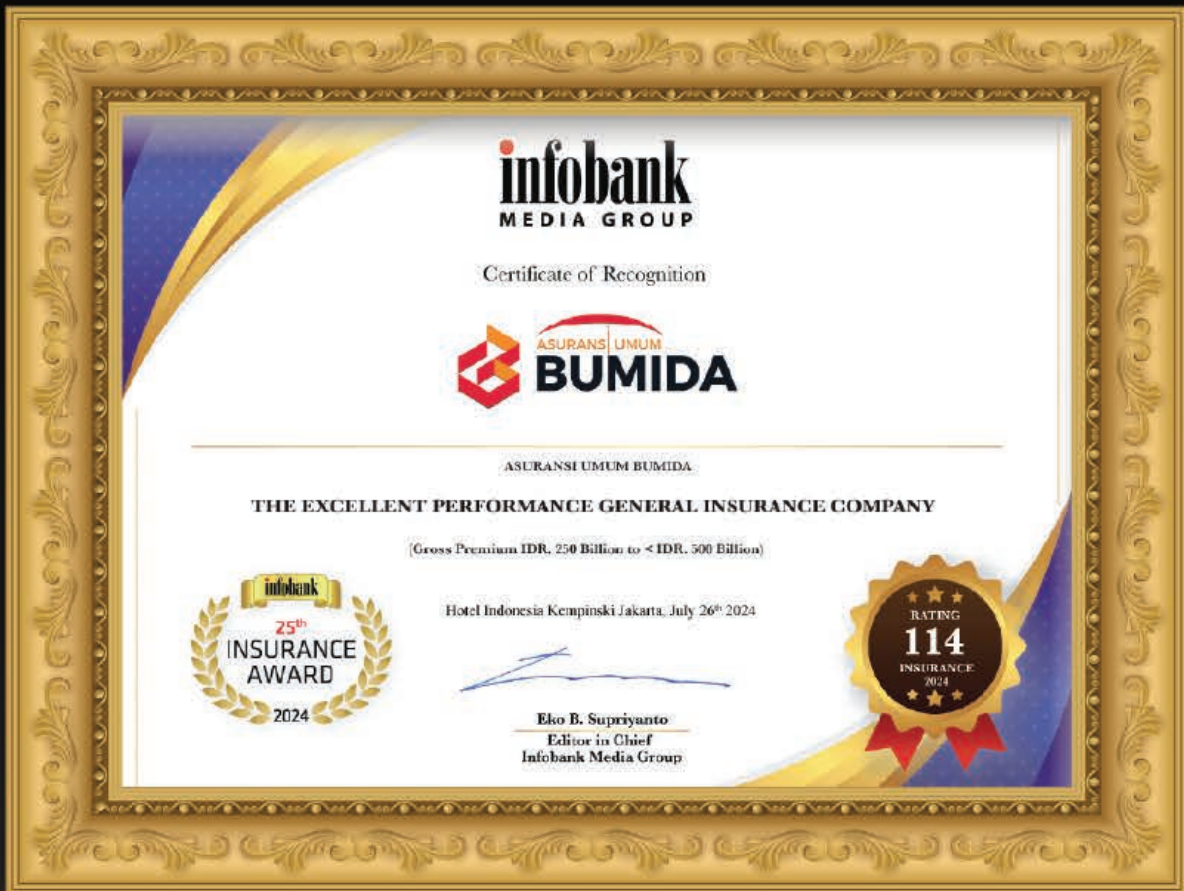 infobank
MEDIA GROUP
Certificate of Recognition
ASURANSI UMUM
BUMIDA
ASURANSI UMUM BUMIDA
THE EXCELLENT PERFORMANCE GENERAL INSURANCE COMPANY
(Gross Premium IDR. 250 Billion to < IDR. 500 Billion)
infobank
25th
INSURANCE
AWARD
2024
Hotel Indonesia Kempinski Jakarta, July 26th 2024
Eko B. Supriyanto
Editor in Chief
Infobank Media Group
RATING
114
INSURANCE
2024